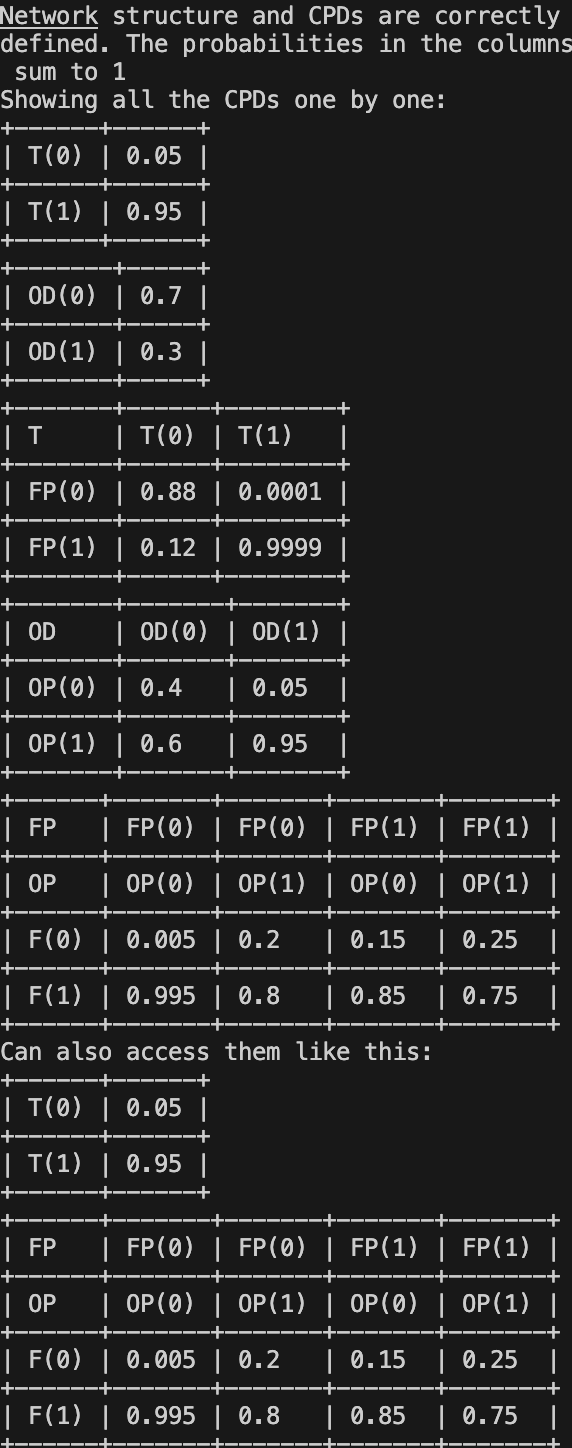 Network structure and CPDs are correctly
defined. The probabilities in the columns
 sum to 1
Showing all the CPDs one by one:
+------+------+
| T(0) | 0.05 |
+------+------+
| T(1) | 0.95 |
+------+------+
+-------+-----+
| OD(0) | 0.7 |
+-------+-----+
| OD(1) | 0.3 |
+-------+-----+
+-------+------+--------+
| T     | T(0) | T(1)   |
+-------+------+--------+
| FP(0) | 0.88 | 0.0001 |
+-------+------+--------+
| FP(1) | 0.12 | 0.9999 |
+-------+------+--------+
+-------+-------+-------+
| OD    | OD(0) | OD(1) |
+-------+-------+-------+
| OP(0) | 0.4   | 0.05  |
+-------+-------+-------+
| OP(1) | 0.6   | 0.95  |
+-------+-------+-------+
+------+-------+-------+-------+-------+
| FP   | FP(0) | FP(0) | FP(1) | FP(1) |
+------+-------+-------+-------+-------+
| OP   | OP(0) | OP(1) | OP(0) | OP(1) |
+------+-------+-------+-------+-------+
| F(0) | 0.005 | 0.2   | 0.15  | 0.25  |
+------+-------+-------+-------+-------+
| F(1) | 0.995 | 0.8   | 0.85  | 0.75  |
+------+-------+-------+-------+-------+
Can also access them like this:
+------+------+
| T(0) | 0.05 |
+------+------+
| T(1) | 0.95 |
+------+------+
+------+-------+-------+-------+-------+
| FP   | FP(0) | FP(0) | FP(1) | FP(1) |
+------+-------+-------+-------+-------+
| OP   | OP(0) | OP(1) | OP(0) | OP(1) |
+------+-------+-------+-------+-------+
| F(0) | 0.005 | 0.2   | 0.15  | 0.25  |
+------+-------+-------+-------+-------+
| F(1) | 0.995 | 0.8   | 0.85  | 0.75  |
+------+-------+-------+-------+-------+